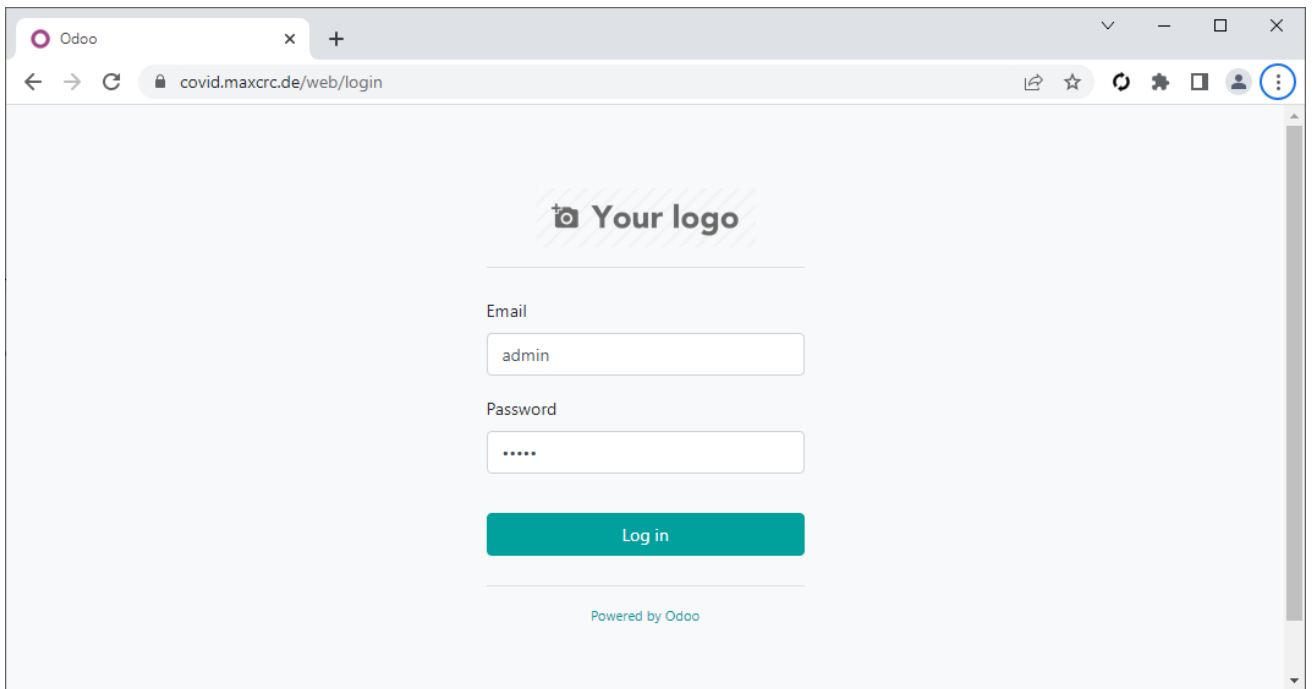 Odoo
covid.maxcrc.de/web/login
Your logo
Email
admin
Password
•••••
Log in
Powered by Odoo